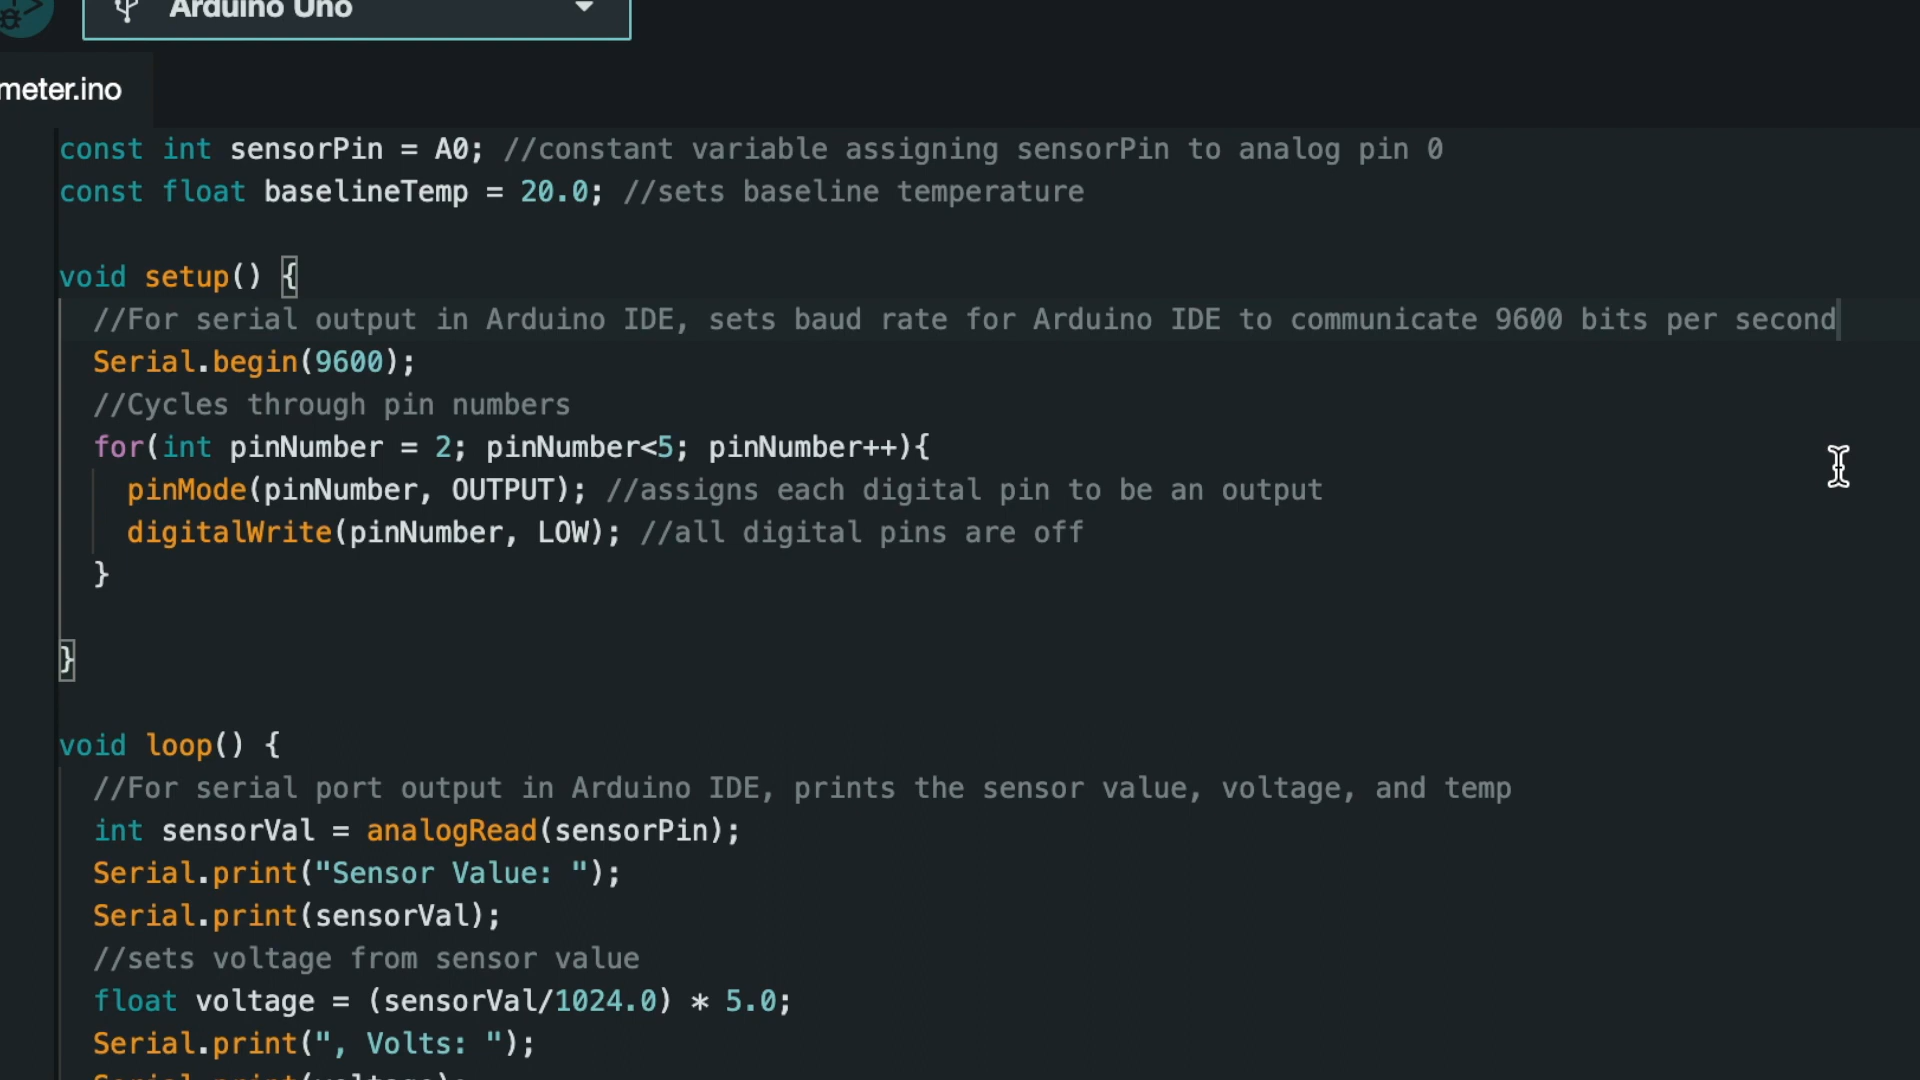 Arduino Uno
meter.ino
const int sensorPin = A0; //constant variable assigning sensorPin to analog pin 0
const float baselineTemp = 20.0; //sets baseline temperature
void setup() {
//For serial output in Arduino IDE, sets baud rate for Arduino IDE to communicate 9600 bits per second
Serial.begin(9600);
//Cycles through pin numbers
for(int pinNumber = 2; pinNumber<5; pinNumber++){
pinMode(pinNumber, OUTPUT); //assigns each digital pin to be an output
digitalWrite(pinNumber, LOW); //all digital pins are off
}
}
void loop() {
//For serial port output in Arduino IDE, prints the sensor value, voltage, and temp
int sensorVal = analogRead(sensorPin);
Serial.print("Sensor Value: ");
Serial.print(sensorVal);
//sets voltage from sensor value
float voltage = (sensorVal/1024.0) * 5.0;
Serial.print(", Volts: ");